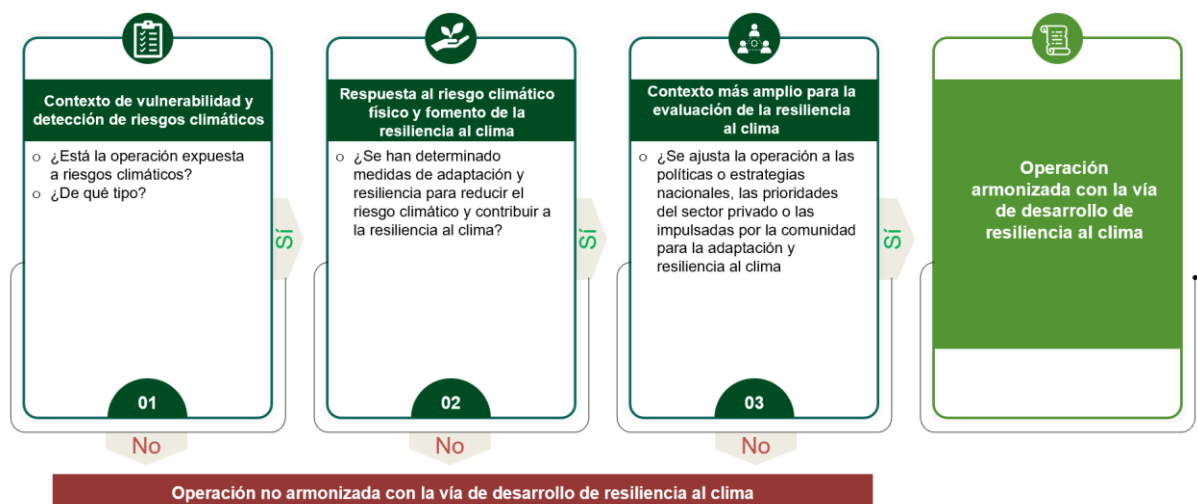 Contexto de vulnerabilidad y
detección de riesgos climáticos
o ¿Está la operación expuesta
a riesgos climáticos?
o ¿De qué tipo?
01
Sí
No
Respuesta al riesgo climático
físico y fomento de la
resiliencia al clima
o ¿Se han determinado
medidas de adaptación y
resiliencia para reducir el
riesgo climático y contribuir a
la resiliencia al clima?
02
Sí
No
Contexto más amplio para la
evaluación de la resiliencia
al clima
o ¿Se ajusta la operación a las
políticas o estrategias
nacionales, las prioridades
del sector privado o las
impulsadas por la comunidad
para la adaptación y
resiliencia al clima
03
Sí
No
Operación
armonizada con la vía
de desarrollo de
resiliencia al clima
Operación no armonizada con la vía de desarrollo de resiliencia al clima